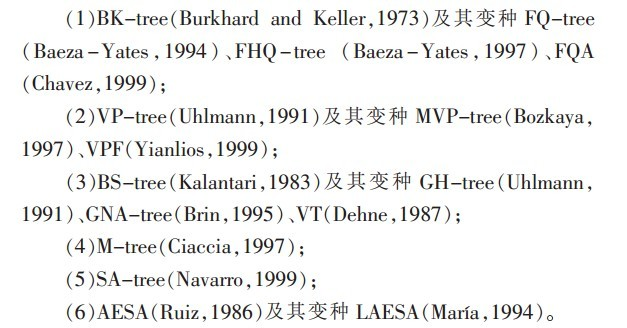 (1)BK-tree(Burkhard and Keller,1973)及其变种 FQ-tree
(Baeza-Yates,1994)、FHQ-tree (Baeza-Yates,1997)、FQA
(Chavez,1999);
(2)VP-tree(Uhlmann,1991)及其变种 MVP-tree(Bozkaya,
1997)、VPF(Yianlios,1999);
(3)BS-tree(Kalantari,1983)及其变种 GH-tree(Uhlmann,
1991)、GNA-tree(Brin,1995)、VT(Dehne,1987);
(4)M-tree(Ciaccia,1997);
(5)SA-tree(Navarro,1999);
(6)AESA(Ruiz,1986)及其变种 LAESA(María,1994)。